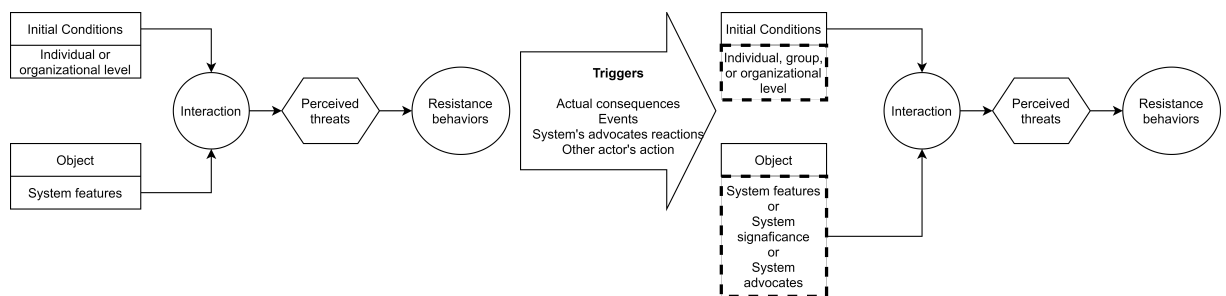 Initial Conditions
Individual or
organizational level
Object
System features
Interaction
Perceived
threats
Resistance
behaviors
Triggers
Actual consequences
Events
System's advocates reactions
Other actor's action
Initial Conditions
Individual, group,
or organizational
level
Object
System features
or
System
signaficance
or
System
advocates
Interaction
Perceived
threats
Resistance
behaviors